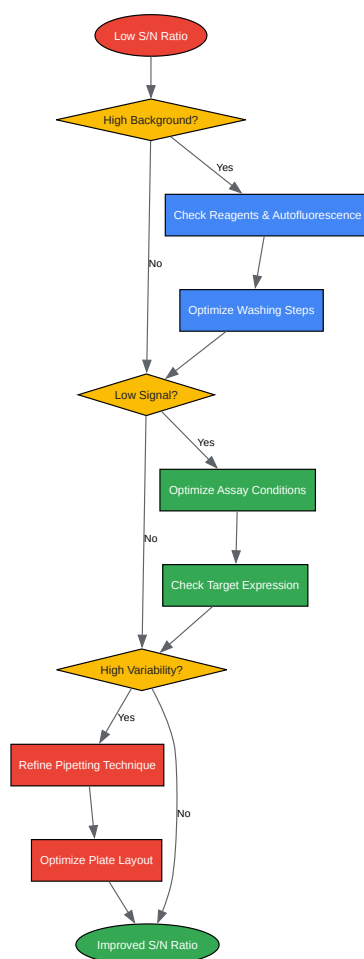 Low S/N Ratio
High Background?
Yes
Check Reagents & Autofluorescence
No
Optimize Washing Steps
Low Signal?
Yes
Optimize Assay Conditions
No
Check Target Expression
High Variability?
Yes
Refine Pipetting Technique
No
Optimize Plate Layout
Improved S/N Ratio